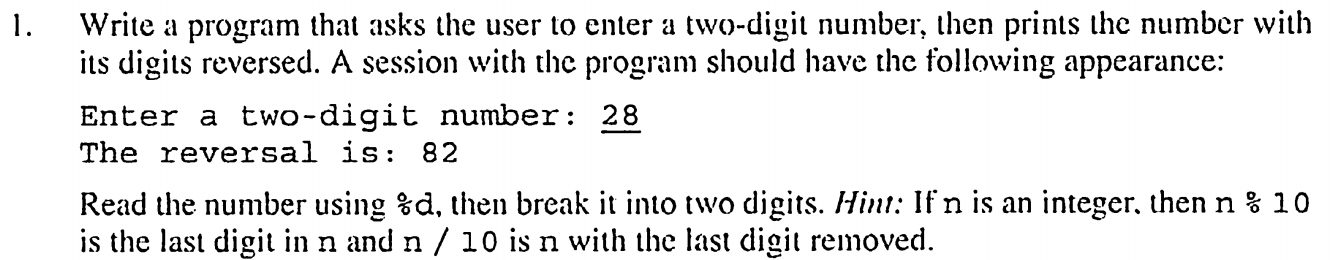 1. Write a program that asks the user to enter a two-digit number, then prints the number with
its digits reversed. A session with the program should have the following appearance:
Enter a two-digit number: 28
The reversal is: 82
Read the number using %d, then break it into two digits. Hint: If n is an integer, then n % 10
is the last digit in n and n / 10 is n with the last digit removed.